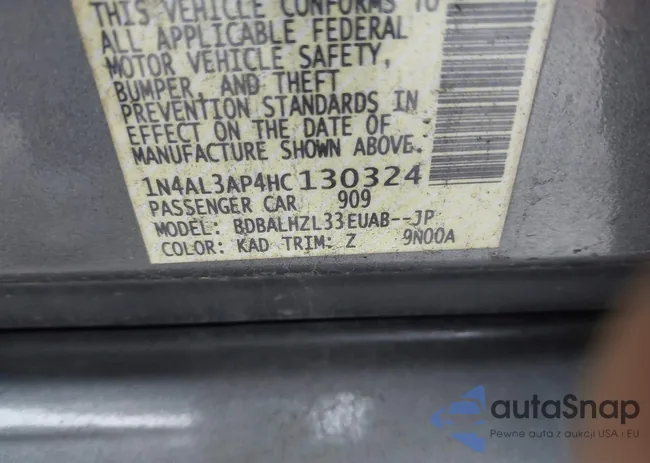 THIS VEHICLE CONFORMS TO
ALL APPLICABLE FEDERAL
MOTOR VEHICLE SAFETY,
BUMPER, AND THEFT
PREVENTION STANDARDS IN
EFFECT ON THE DATE OF
MANUFACTURE SHOWN ABOVE.
1N4AL3AP4HC130324
PASSENGER CAR 909
MODEL: BDBALHZL33EUAB--JP
COLOR: KAD TRIM: Z 9N00A
autaSnap
Pewne auta z aukcji USA i EU